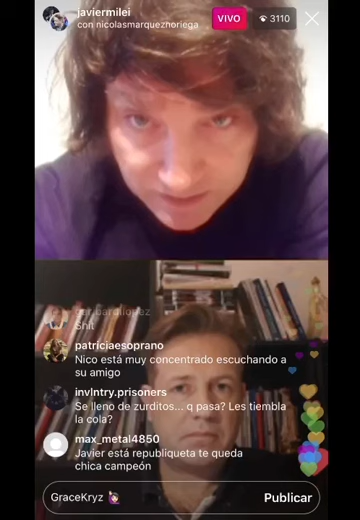 javiermilei
con nicolasmarqueznoriega
VIVO
3110
Shit
patriciaesoprano
Nico está muy concentrado escuchando a
su amigo
invlntry.prisoners
Se lleno de zurditos... q pasa? Les tiembla
la cola?
max_metal4850
Javier está republiqueta te queda
chica campeón
GraceKryz
Publicar